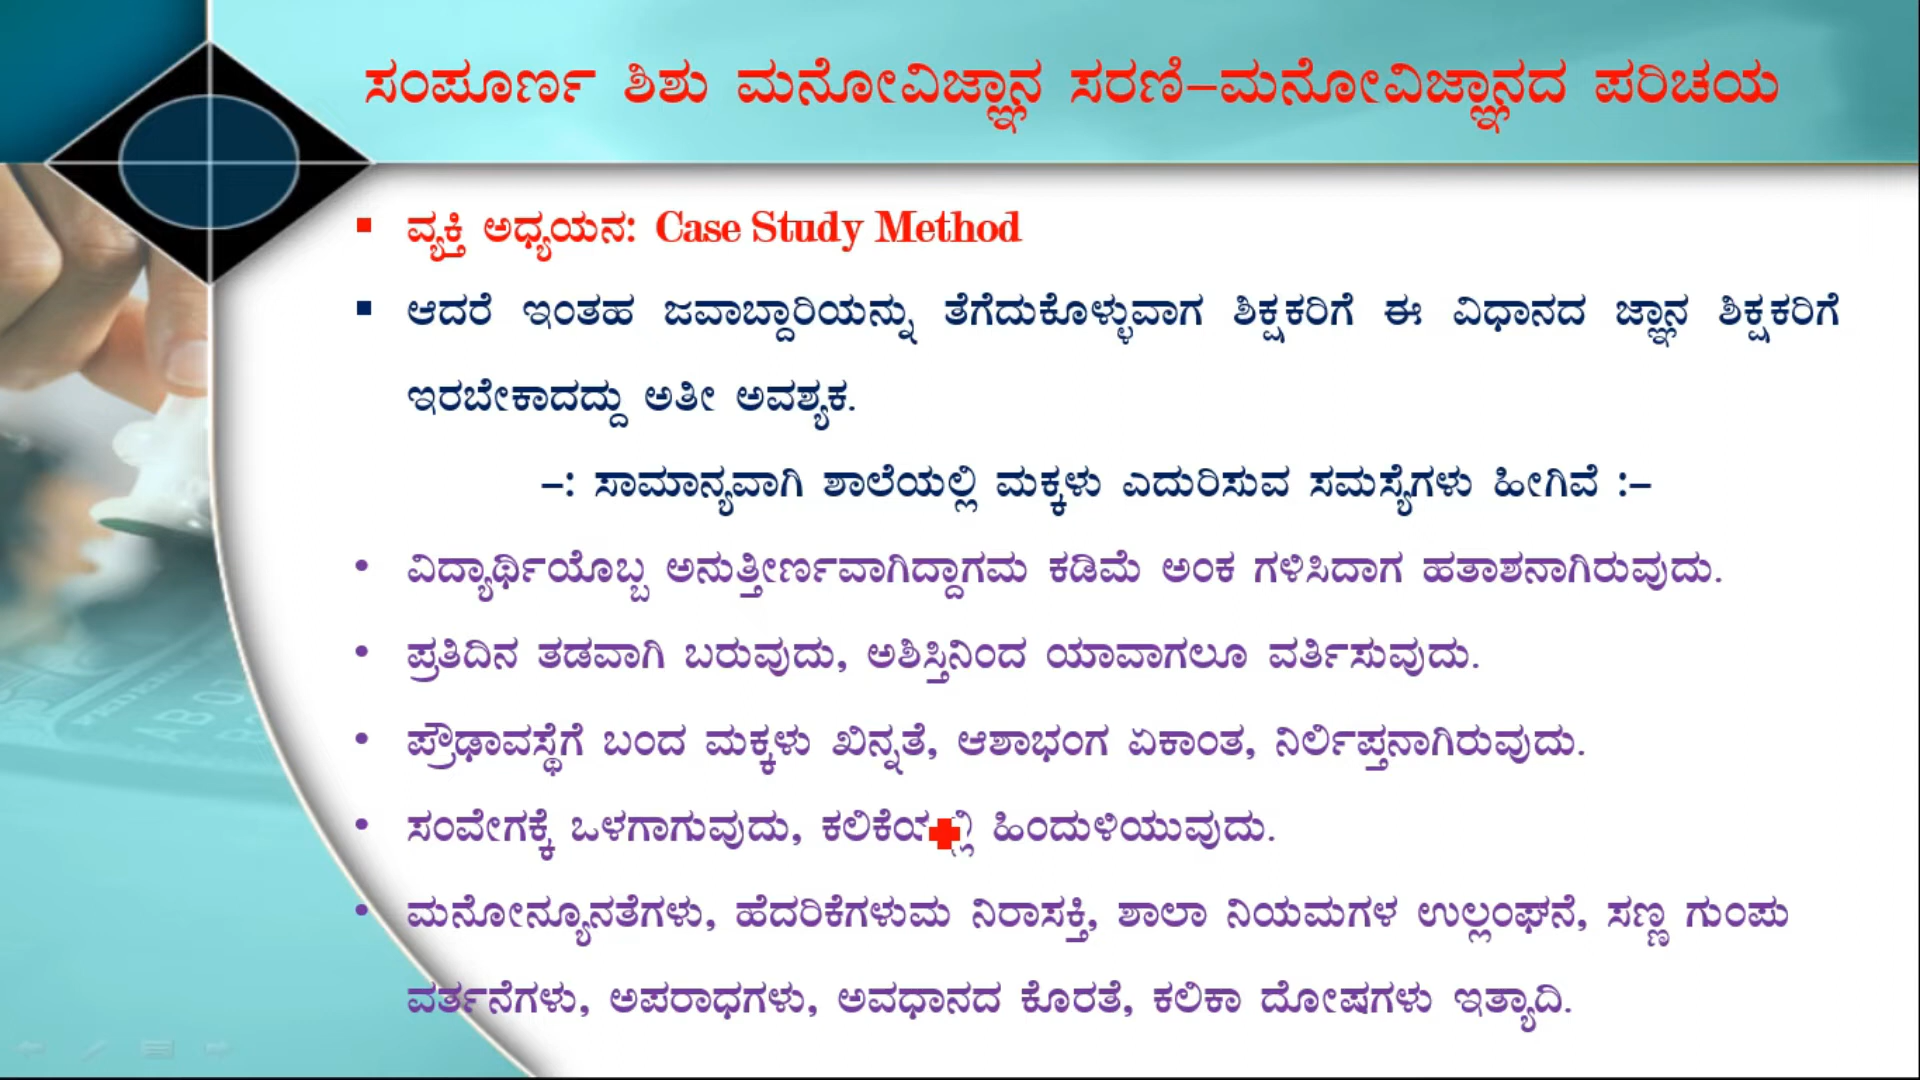 ಸಂಪೂರ್ಣ ಶಿಶು ಮನೋವಿಜ್ಞಾನ ಸರಣಿ–ಮನೋವಿಜ್ಞಾನದ ಪರಿಚಯ
ವ್ಯಕ್ತಿ ಅಧ್ಯಯನ: Case Study Method
ಆದರೆ ಇಂತಹ ಜವಾಬ್ದಾರಿಯನ್ನು ತೆಗೆದುಕೊಳ್ಳುವಾಗ ಶಿಕ್ಷಕರಿಗೆ ಈ ವಿಧಾನದ ಜ್ಞಾನ ಶಿಕ್ಷಕರಿಗೆ
ಇರಬೇಕಾದದ್ದು ಅತೀ ಅವಶ್ಯಕ.
–: ಸಾಮಾನ್ಯವಾಗಿ ಶಾಲೆಯಲ್ಲಿ ಮಕ್ಕಳು ಎದುರಿಸುವ ಸಮಸ್ಯೆಗಳು ಹೀಗಿವೆ :–
• ವಿದ್ಯಾರ್ಥಿಯೊಬ್ಬ ಅನುತ್ತೀರ್ಣವಾಗಿದ್ದಾಗಮ ಕಡಿಮೆ ಅಂಕ ಗಳಿಸಿದಾಗ ಹತಾಶನಾಗಿರುವುದು.
• ಪ್ರತಿದಿನ ತಡವಾಗಿ ಬರುವುದು, ಅಶಿಸ್ತಿನಿಂದ ಯಾವಾಗಲೂ ವರ್ತಿಸುವುದು.
• ಪ್ರೌಢಾವಸ್ಥೆಗೆ ಬಂದ ಮಕ್ಕಳು ಖಿನ್ನತೆ, ಆಶಾಭಂಗ ಏಕಾಂತ, ನಿರ್ಲಿಪ್ತನಾಗಿರುವುದು.
• ಸಂವೇಗಕ್ಕೆ ಒಳಗಾಗುವುದು, ಕಲಿಕೆಯಲ್ಲಿ ಹಿಂದುಳಿಯುವುದು.
• ಮನೋನ್ಯೂನತೆಗಳು, ಹೆದರಿಕೆಗಳುಮ ನಿರಾಸಕ್ತಿ, ಶಾಲಾ ನಿಯಮಗಳ ಉಲ್ಲಂಘನೆ, ಸಣ್ಣ ಗುಂಪು
ವರ್ತನೆಗಳು, ಅಪರಾಧಗಳು, ಅವಧಾನದ ಕೊರತೆ, ಕಲಿಕಾ ದೋಷಗಳು ಇತ್ಯಾದಿ.